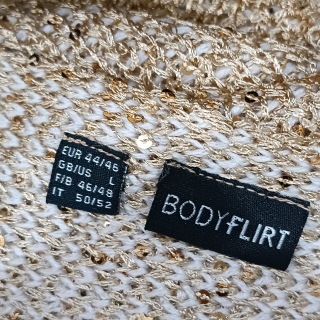 EUR 44/46
GB/US L
F/B 46/48
IT 50/52
BODYFLIRT